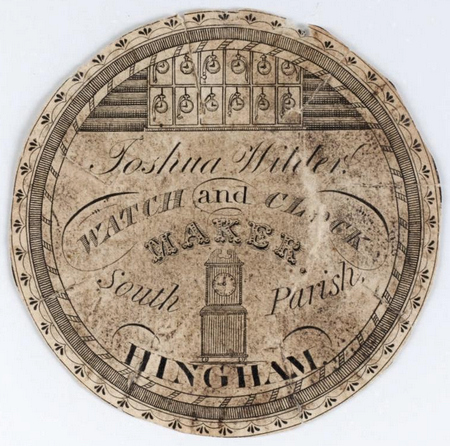 Joshua Wilder.
WATCH and CLOCK
MAKER.
South Parish,
HINGHAM